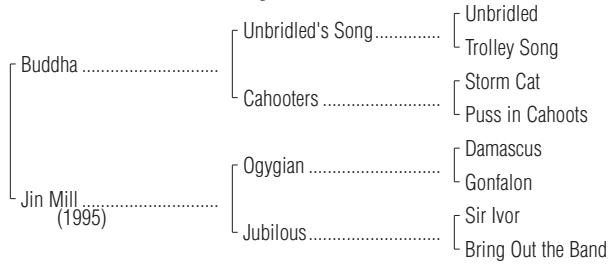 Unbridled
Unbridled's Song..............
Trolley Song
Buddha .............................
Storm Cat
Cahooters .........................
Puss in Cahoots
Damascus
Ogygian ............................
Gonfalon
Jin Mill.............................
(1995)
Sir Ivor
Jubilous............................
Bring Out the Band